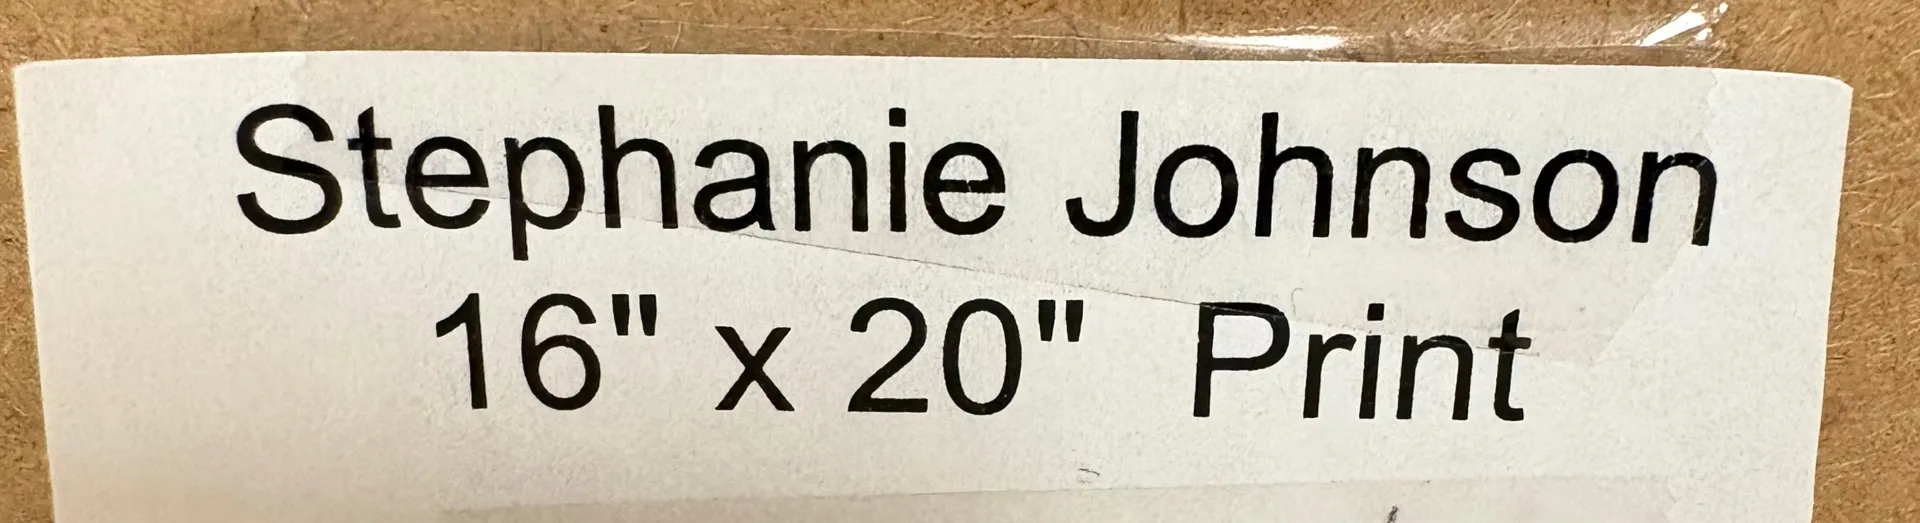 Stephanie Johnson
16" x 20" Print